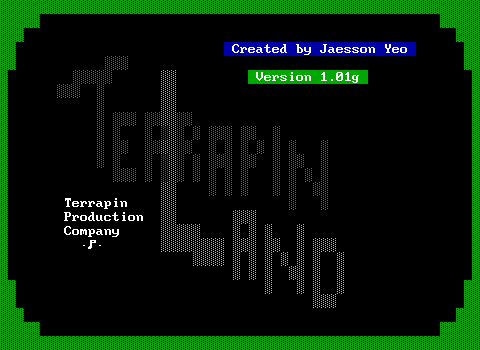 Created by Jaesson Yeo
Version 1.01g
TERRAPIN
LAND
Terrapin
Production
Company